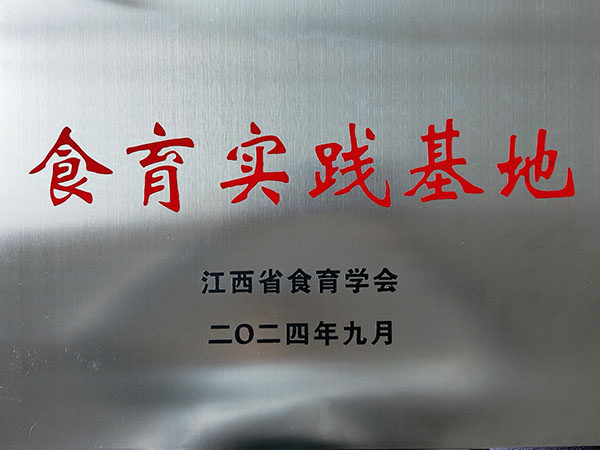 食育实践基地
江西省食育学会
二〇二四年九月